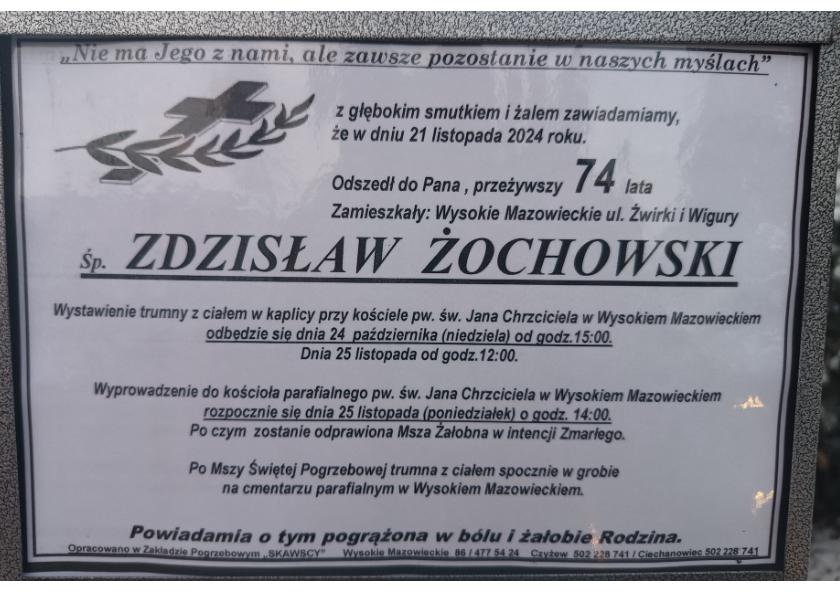 „Nie ma Jego z nami, ale zawsze pozostanie w naszych myślach”
z głębokim smutkiem i żalem zawiadamiamy,
że w dniu 21 listopada 2024 roku.
Odszedł do Pana , przeżywszy 74 lata
Zamieszkały: Wysokie Mazowieckie ul. Żwirki i Wigury
Śp. ZDZISŁAW ŻOCHOWSKI
Wystawienie trumny z ciałem w kaplicy przy kościele pw. św. Jana Chrzciciela w Wysokiem Mazowieckiem
odbędzie się dnia 24 października (niedziela) od godz.15:00.
Dnia 25 listopada od godz.12:00.
Wyprowadzenie do kościoła parafialnego pw. św. Jana Chrzciciela w Wysokiem Mazowieckiem
rozpocznie się dnia 25 listopada (poniedziałek) o godz. 14:00.
Po czym zostanie odprawiona Msza Żałobna w intencji Zmarłego.
Po Mszy Świętej Pogrzebowej trumna z ciałem spocznie w grobie
na cmentarzu parafialnym w Wysokiem Mazowieckiem.
Powiadamia o tym pogrążona w bólu i żałobie Rodzina.
Opracowano w Zakładzie Pogrzebowym „SKAWSCY” Wysokie Mazowieckie 86 / 477 54 24 Czyżew 502 228 741 / Ciechanowiec 502 228 741